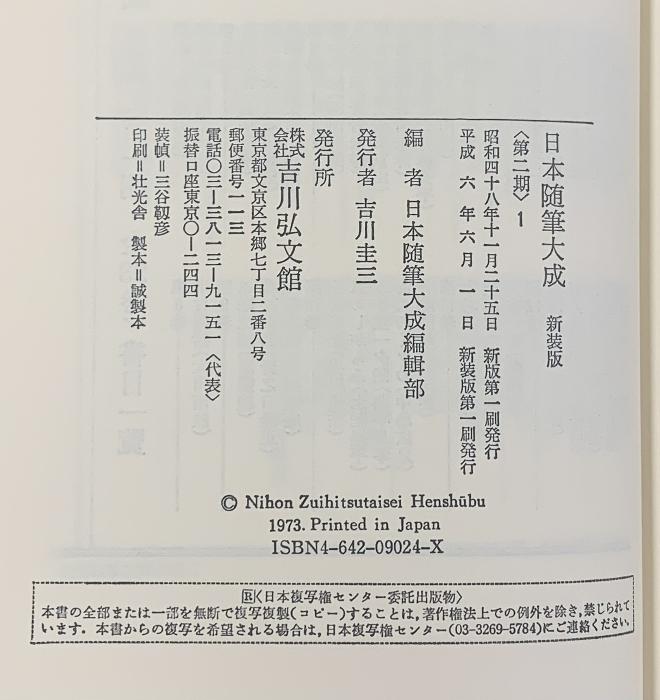 日本随筆大成 新装版
〈第二期〉1
昭和四十八年十一月二十五日 新版第一刷発行
平成 六 年 六 月 一 日 新装版第一刷発行
編 者 日本随筆大成編輯部
発行者 吉川圭三
発行所
株式会社吉川弘文館
東京都文京区本郷七丁目二番八号
郵便番号一一三
電話〇三―三八一三―九一五一〈代表〉
振替口座東京〇―二四四
装幀=三谷靱彦
印刷=壮光舎 製本=誠製本
© Nihon Zuihitsutaisei Henshūbu
1973. Printed in Japan
ISBN4-642-09024-X
R〈日本複写権センター委託出版物〉
本書の全部または一部を無断で複写複製(コピー)することは,著作権法上での例外を除き,禁じられて
います.本書からの複写を希望される場合は,日本複写権センター(03-3269-5784)にご連絡ください.